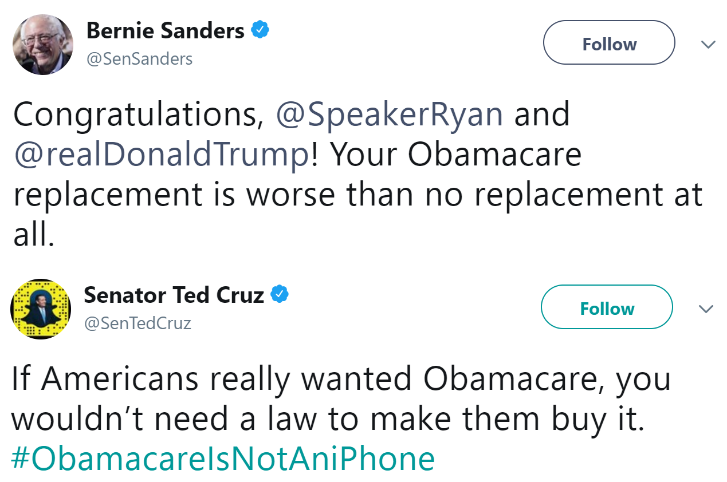 Bernie Sanders
@SenSanders
Follow
Congratulations, @SpeakerRyan and
@realDonaldTrump! Your Obamacare
replacement is worse than no replacement at
all.
Senator Ted Cruz
@SenTedCruz
Follow
If Americans really wanted Obamacare, you
wouldn’t need a law to make them buy it.
#ObamacareIsNotAniPhone